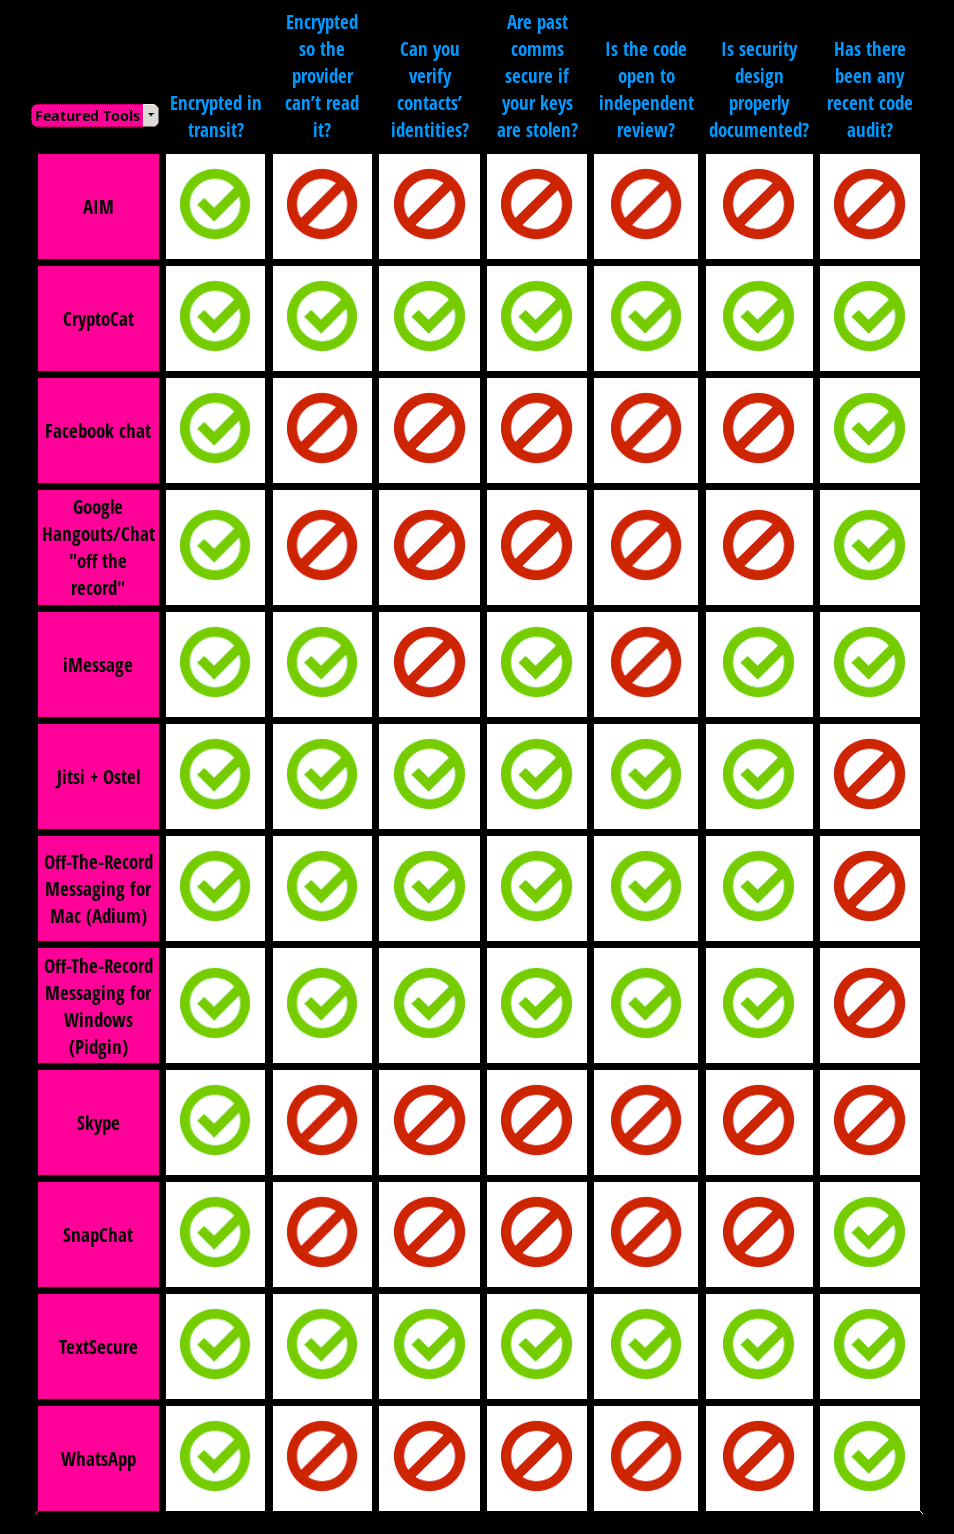 Featured Tools
Encrypted in
transit?
Encrypted
so the
provider
can’t read
it?
Can you
verify
contacts’
identities?
Are past
comms
secure if
your keys
are stolen?
Is the code
open to
independent
review?
Is security
design
properly
documented?
Has there
been any
recent code
audit?
AIM
CryptoCat
Facebook chat
Google
Hangouts/Chat
"off the
record"
iMessage
Jitsi + Ostel
Off-The-Record
Messaging for
Mac (Adium)
Off-The-Record
Messaging for
Windows
(Pidgin)
Skype
SnapChat
TextSecure
WhatsApp